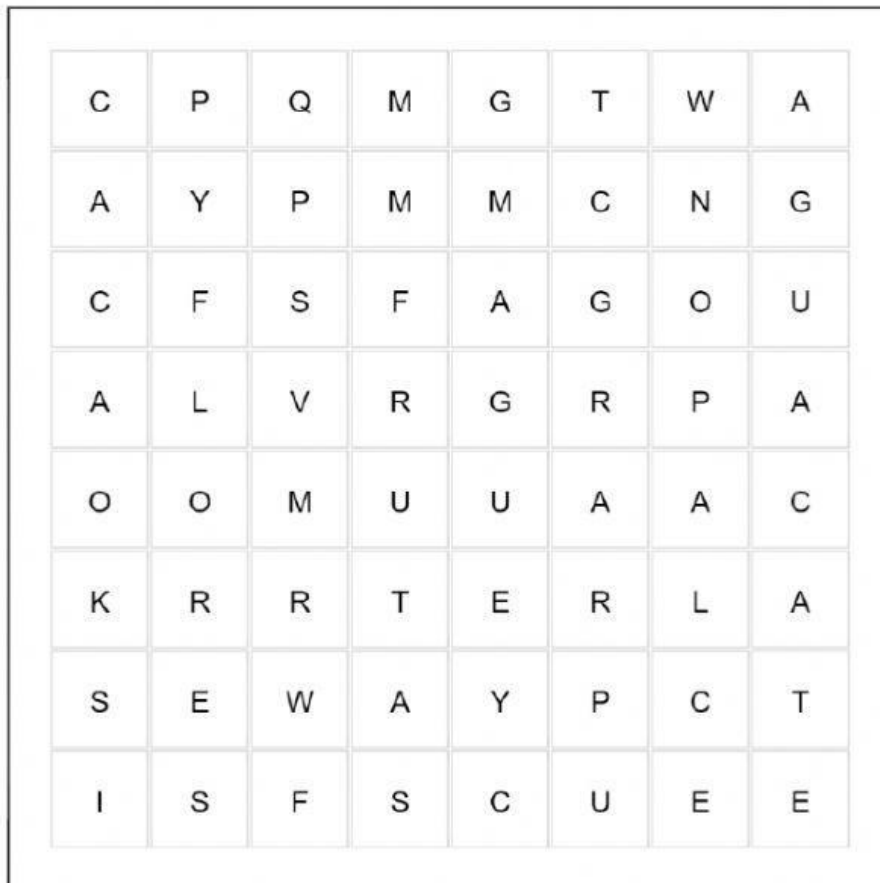 C P Q M G T W A
A Y P M M C N G
C F S F A G O U
A L V R G R P A
O O M U U A A C
K R R T E R L A
S E W A Y P C T
I S F S C U E E